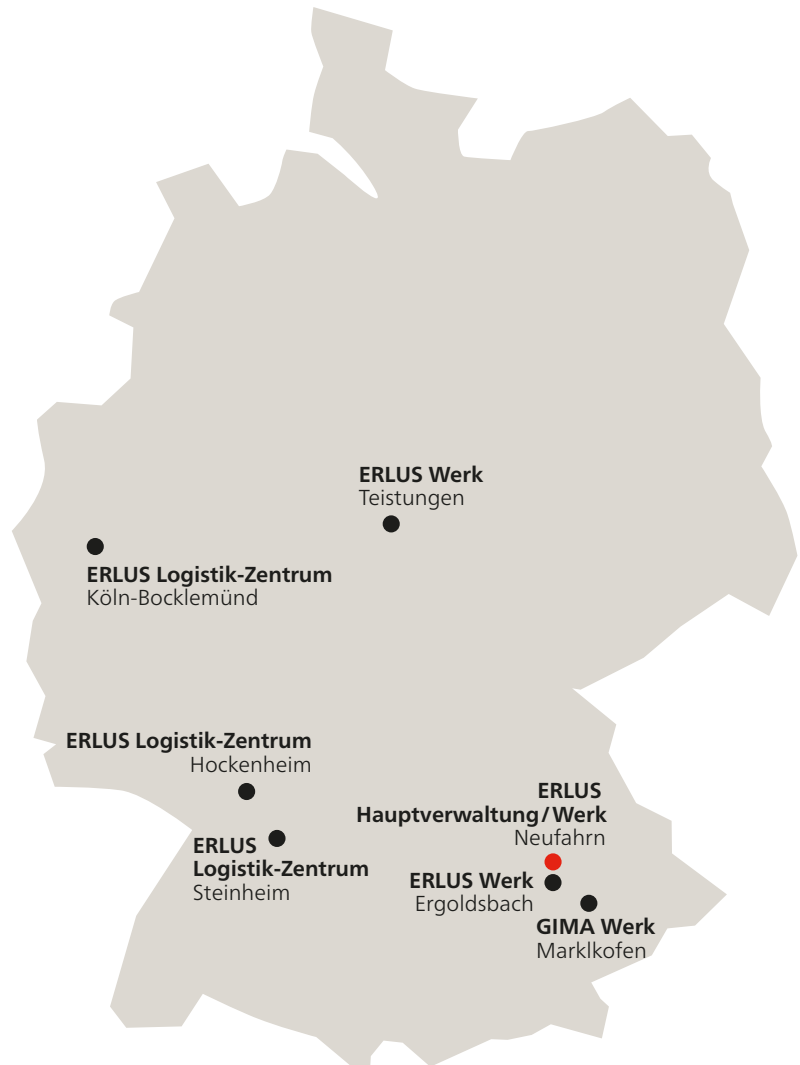 ERLUS Werk
Teistungen
ERLUS Logistik-Zentrum
Köln-Bocklemünd
ERLUS Logistik-Zentrum
Hockenheim
ERLUS
Logistik-Zentrum
Steinheim
ERLUS
Hauptverwaltung/Werk
Neufahrn
ERLUS Werk
Ergoldsbach
GIMA Werk
Marklkofen